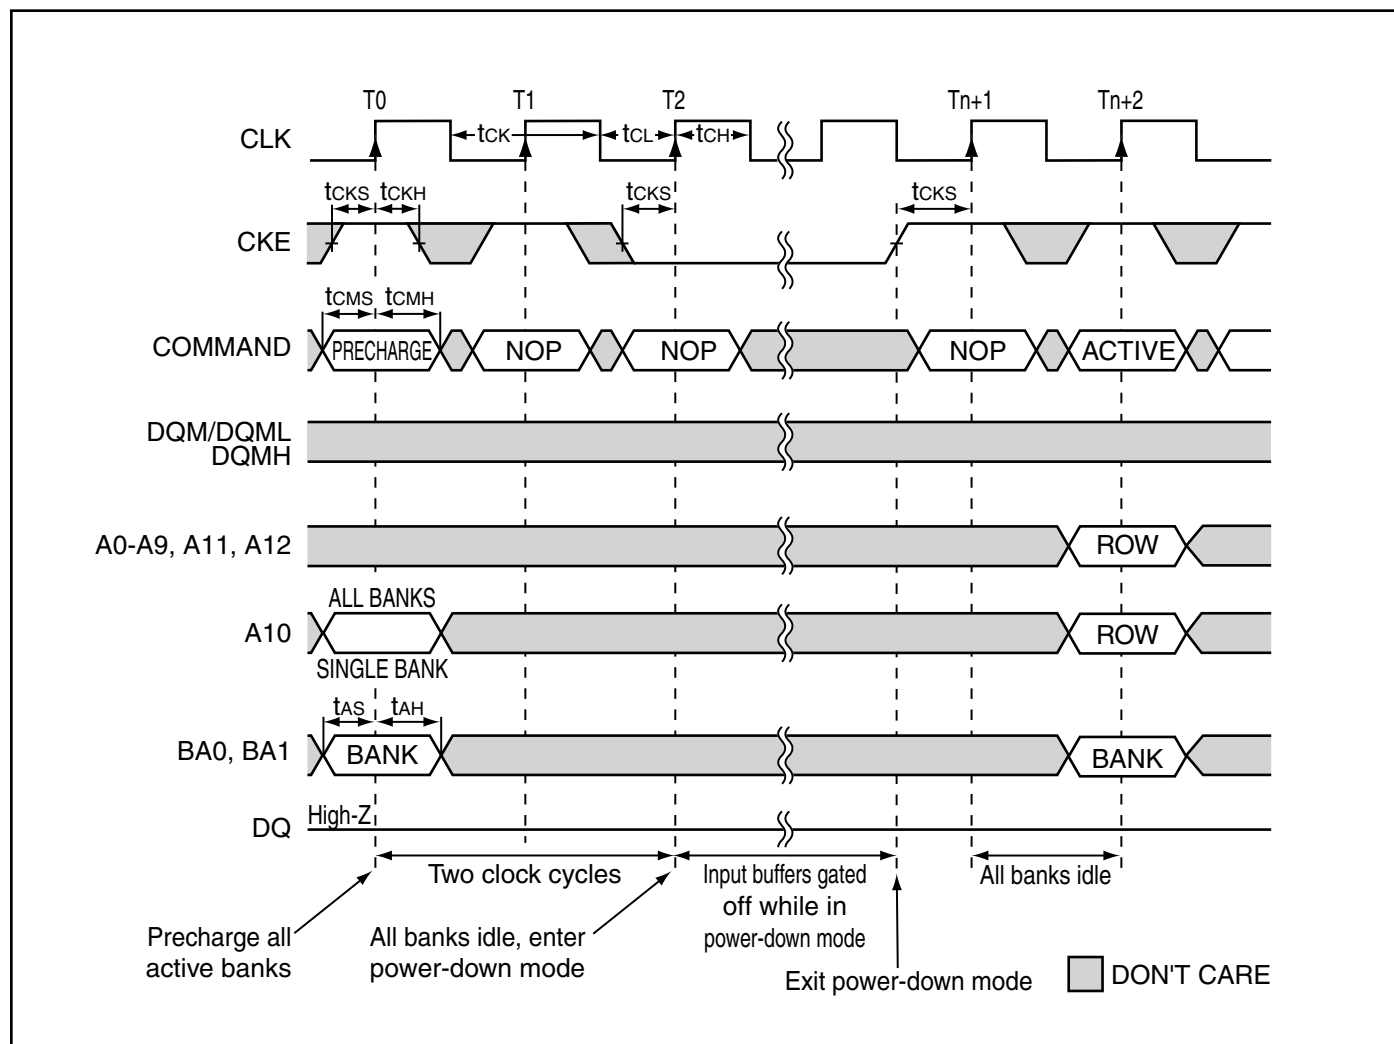 T0 T1 T2 Tn+1 Tn+2
CLK tCK tCL tCH
tCKS tCKH tCKS tCKS
CKE
tCMS tCMH
COMMAND PRECHARGE NOP NOP NOP ACTIVE
DQM/DQML
DQMH
A0-A9, A11, A12 ROW
ALL BANKS
A10 ROW
SINGLE BANK
tAS tAH
BA0, BA1 BANK BANK
DQ High-Z
Two clock cycles
Input buffers gated
off while in
power-down mode
All banks idle
Precharge all
active banks
All banks idle, enter
power-down mode
Exit power-down mode
DON'T CARE